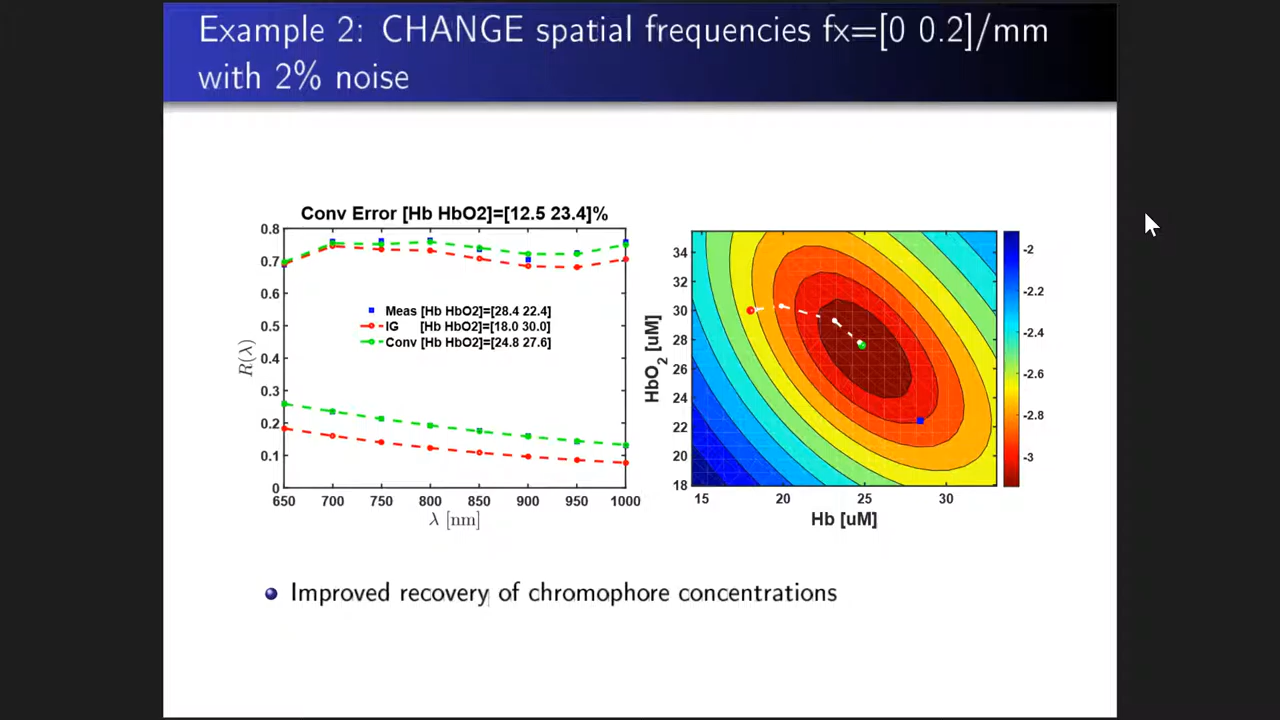 Example 2: CHANGE spatial frequencies fx=[0 0.2]/mm
with 2% noise
Conv Error [Hb HbO2]=[12.5 23.4]%
0.8
0.7
0.6
0.5
0.4
0.3
0.2
0.1
0
R(λ)
Meas [Hb HbO2]=[28.4 22.4]
IG [Hb HbO2]=[18.0 30.0]
Conv [Hb HbO2]=[24.8 27.6]
650 700 750 800 850 900 950 1000
λ [nm]
HbO2 [uM]
34
32
30
28
26
24
22
20
18
15 20 25 30
Hb [uM]
-2
-2.2
-2.4
-2.6
-2.8
-3
Improved recovery of chromophore concentrations